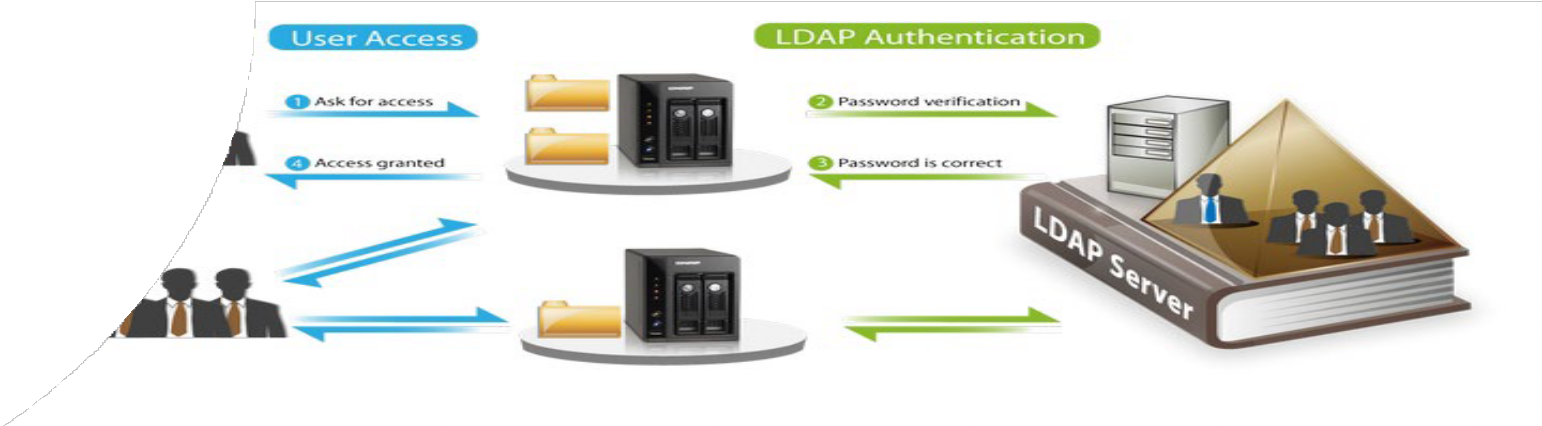 User Access
LDAP Authentication
1 Ask for access
2 Password verification
4 Access granted
3 Password is correct
LDAP Server